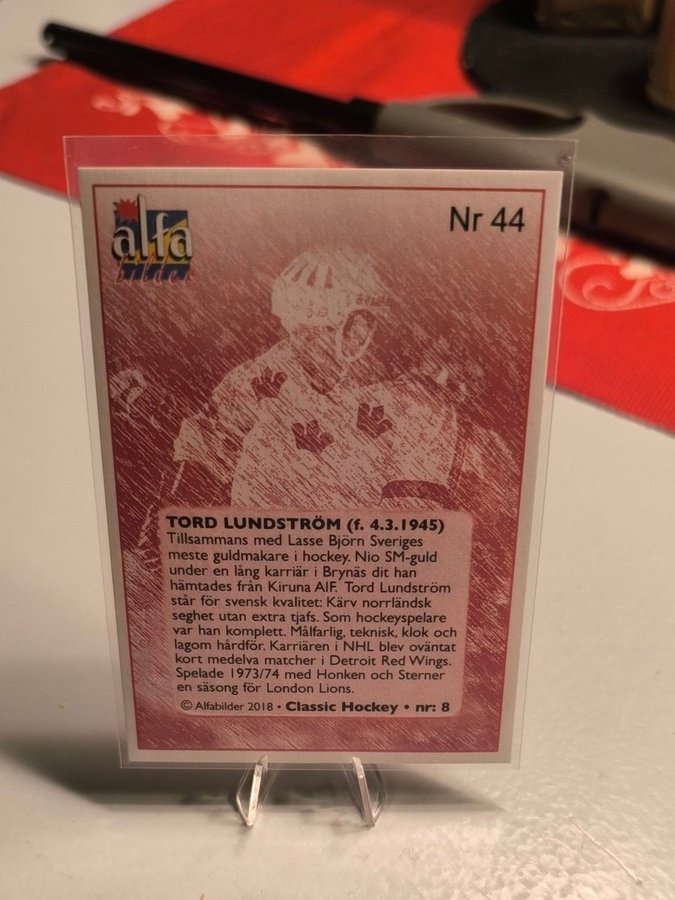 alfa
bilder
Nr 44
TORD LUNDSTRÖM (f. 4.3.1945)
Tillsammans med Lasse Björn Sveriges
meste guldmakare i hockey. Nio SM-guld
under en lång karriär i Brynäs dit han
hämtades från Kiruna AIF. Tord Lundström
står för svensk kvalitet: Kärv norrländsk
seghet utan extra tjafs. Som hockeyspelare
var han komplett. Målfarlig, teknisk, klok och
lagom hårdför. Karriären i NHL blev oväntat
kort medelva matcher i Detroit Red Wings.
Spelade 1973/74 med Honken och Sterner
en säsong för London Lions.
© Alfabilder 2018 • Classic Hockey • nr: 8